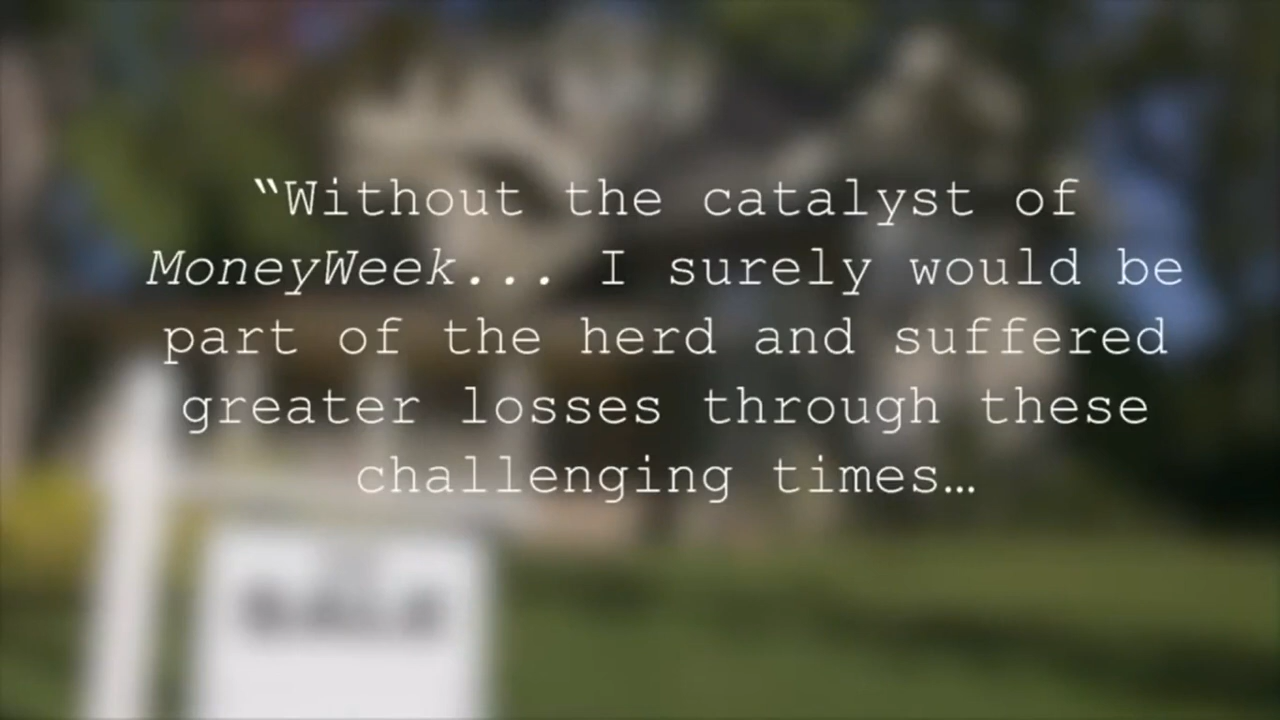 “Without the catalyst of
MoneyWeek... I surely would be
part of the herd and suffered
greater losses through these
challenging times…